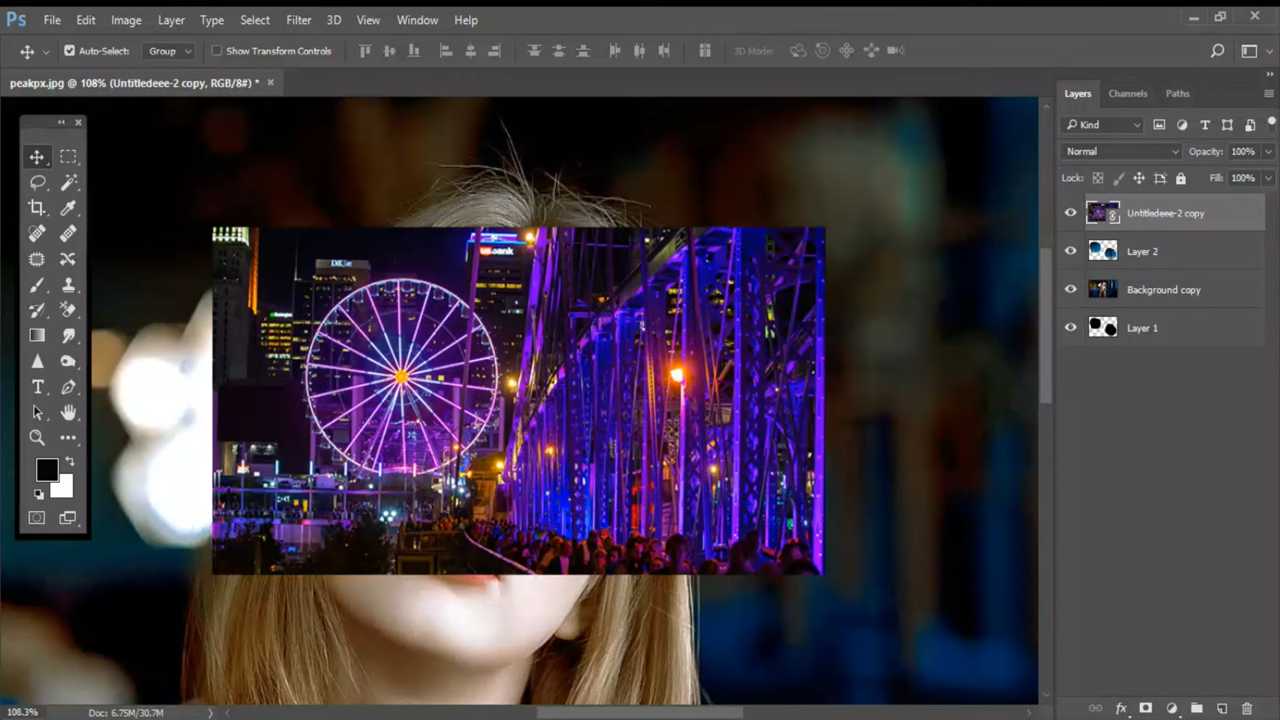 Ps File Edit Image Layer Type Select Filter 3D View Window Help
Auto-Select: Group Show Transform Controls 3D Mode:
peakpx.jpg @ 108% (Untitledeee-2 copy, RGB/8#) * ×
Layers Channels Paths
Kind
Normal Opacity: 100%
Lock: Fill: 100%
Untitledeee-2 copy
Layer 2
Background copy
Layer 1
usbank
108.3% Doc: 6.75M/30.7M